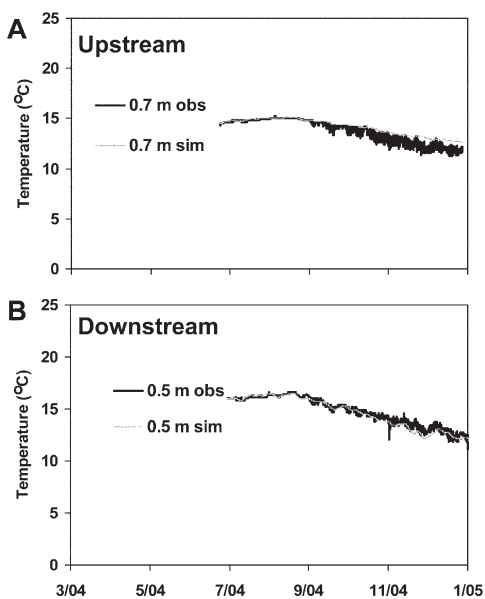 A
Upstream
Temperature (°C)
25
20
15
10
5
0
0.7 m obs
0.7 m sim
B
Downstream
Temperature (°C)
25
20
15
10
5
0
0.5 m obs
0.5 m sim
3/04 5/04 7/04 9/04 11/04 1/05